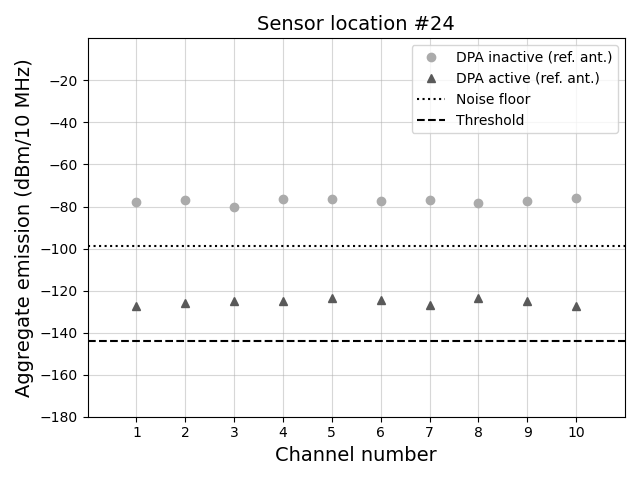 Sensor location #24
DPA inactive (ref. ant.)
DPA active (ref. ant.)
Noise floor
Threshold
Aggregate emission (dBm/10 MHz)
−20
−40
−60
−80
−100
−120
−140
−160
−180
1 2 3 4 5 6 7 8 9 10
Channel number